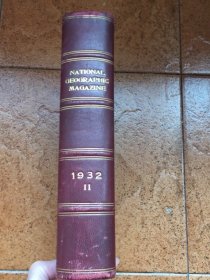 NATIONAL
GEOGRAPHIC
MAGAZINE
1932
II